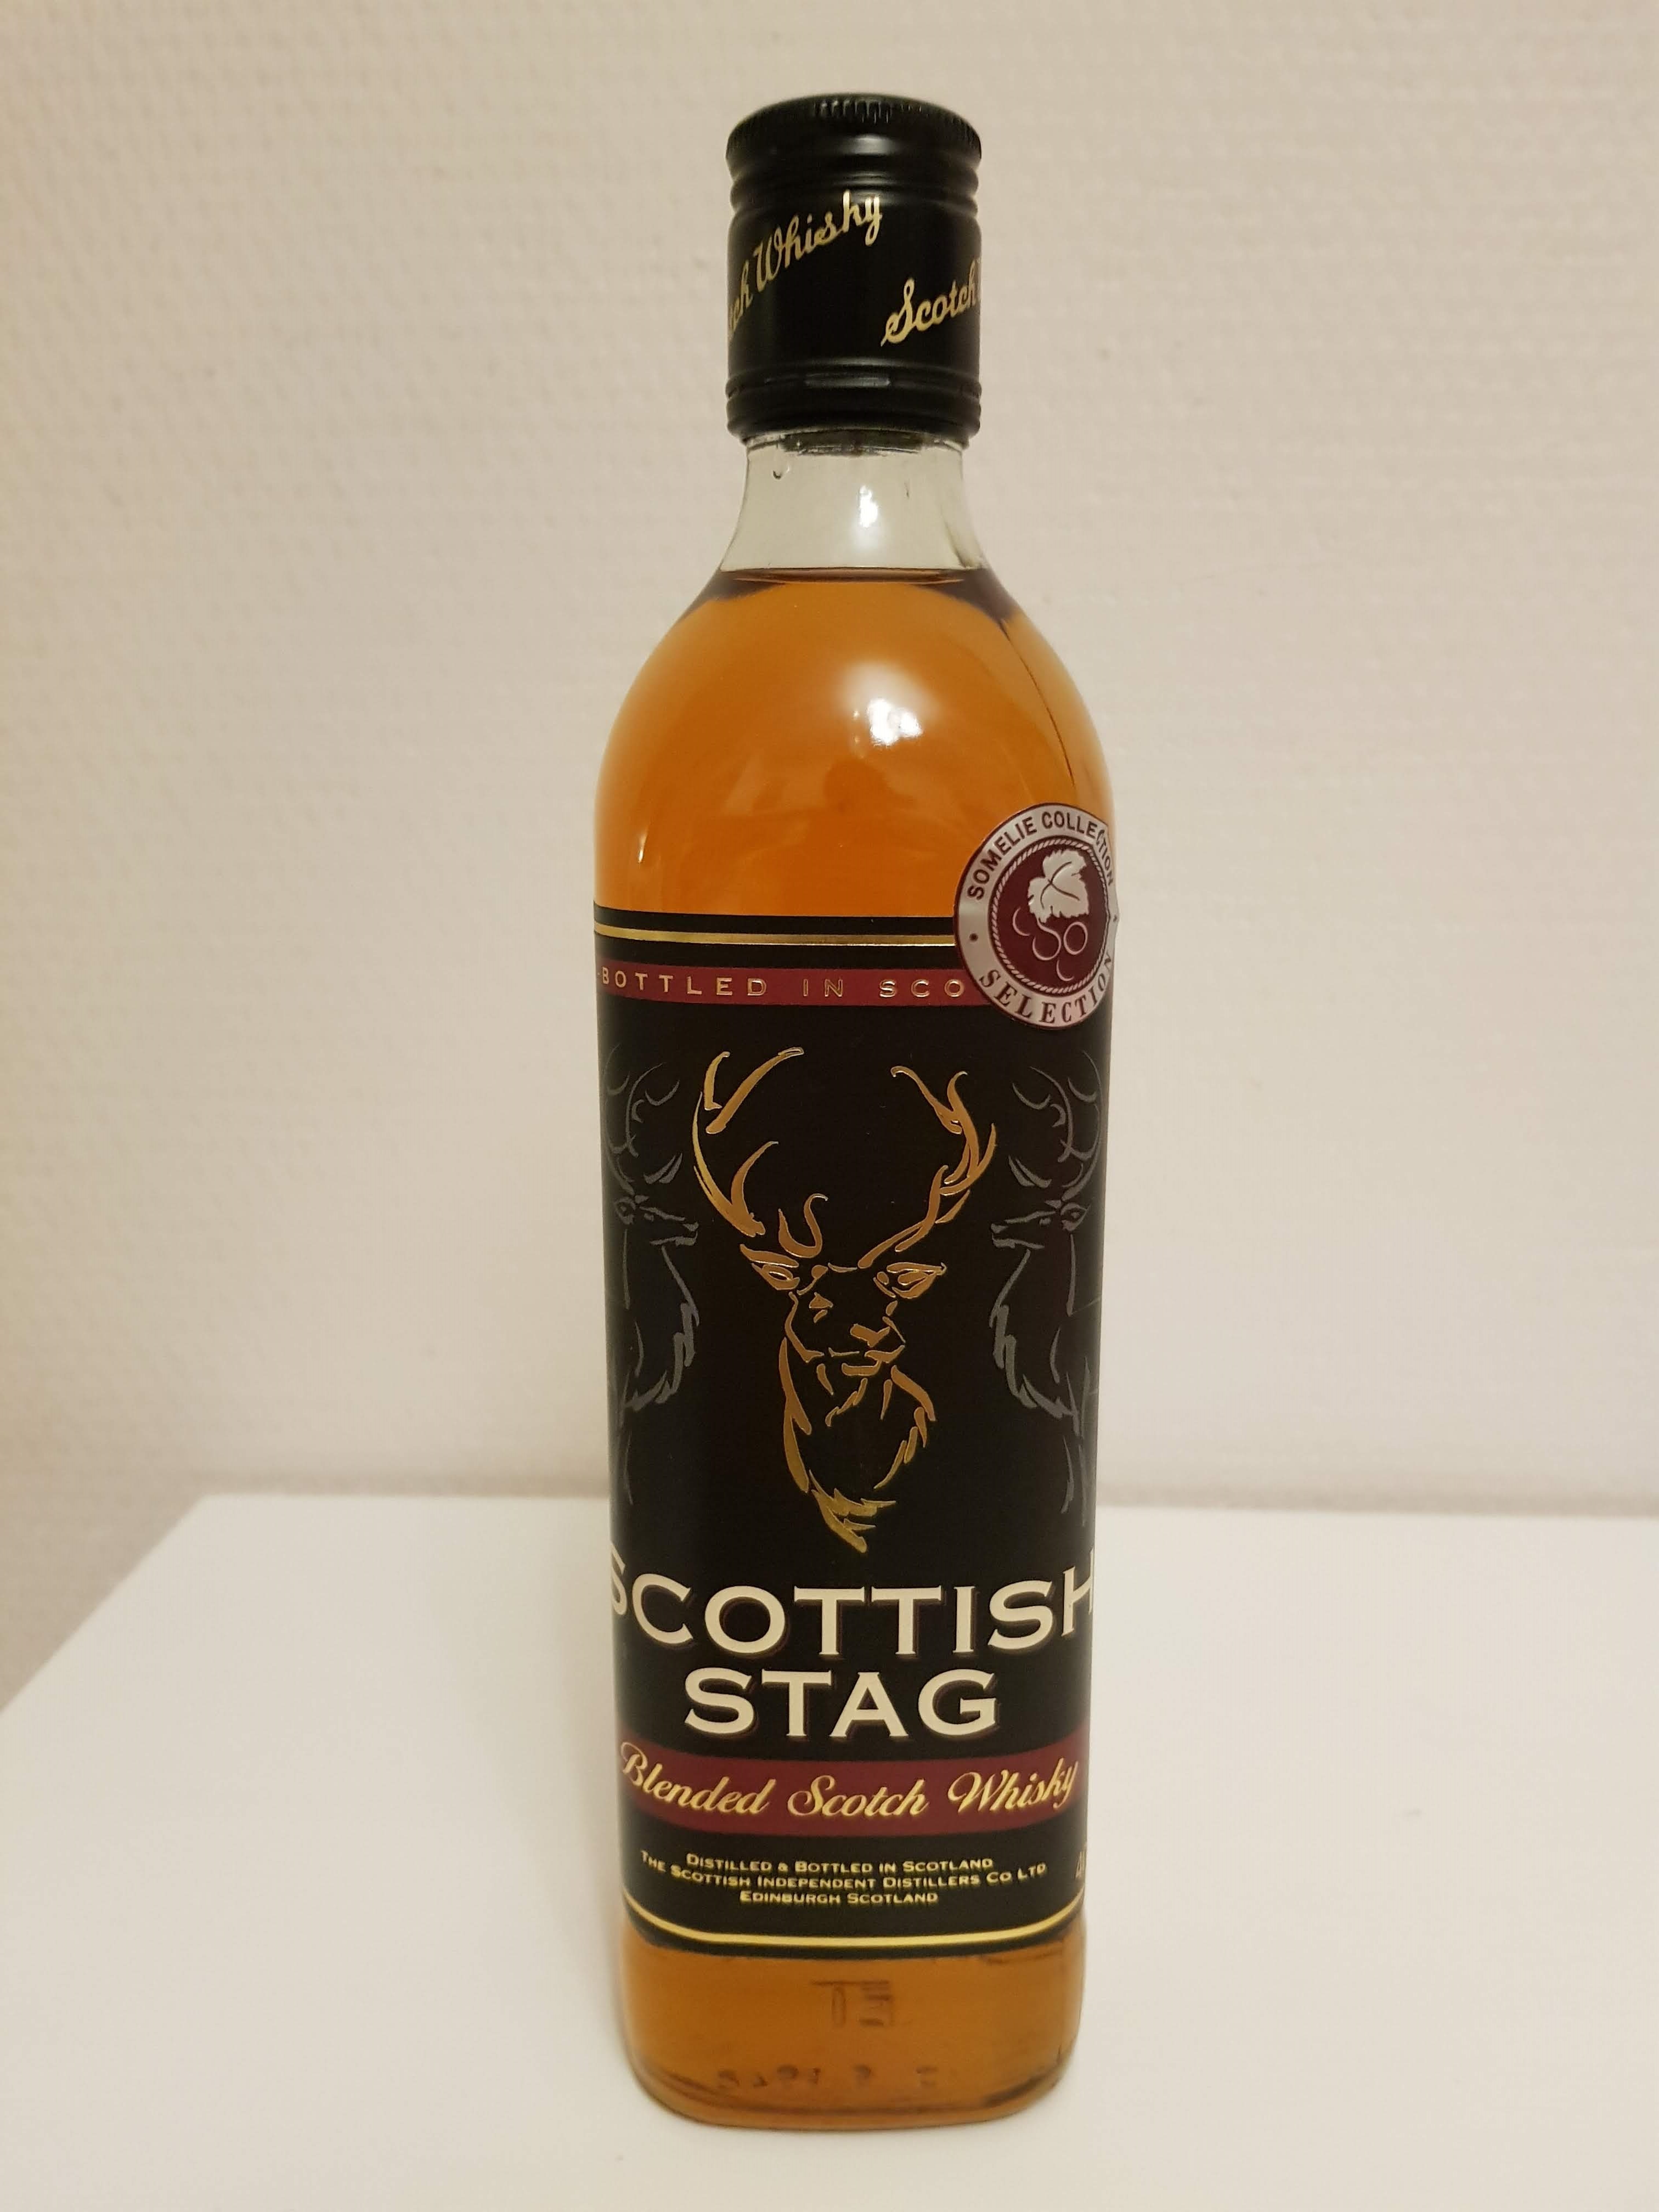 Whisky
Scotch
SOMELIE COLLECTION
SELECTION
BOTTLED IN SCO
SCOTTISH
STAG
Blended Scotch Whisky
DISTILLED & BOTTLED IN SCOTLAND
THE SCOTTISH INDEPENDENT DISTILLERS CO LTD
EDINBURGH SCOTLAND